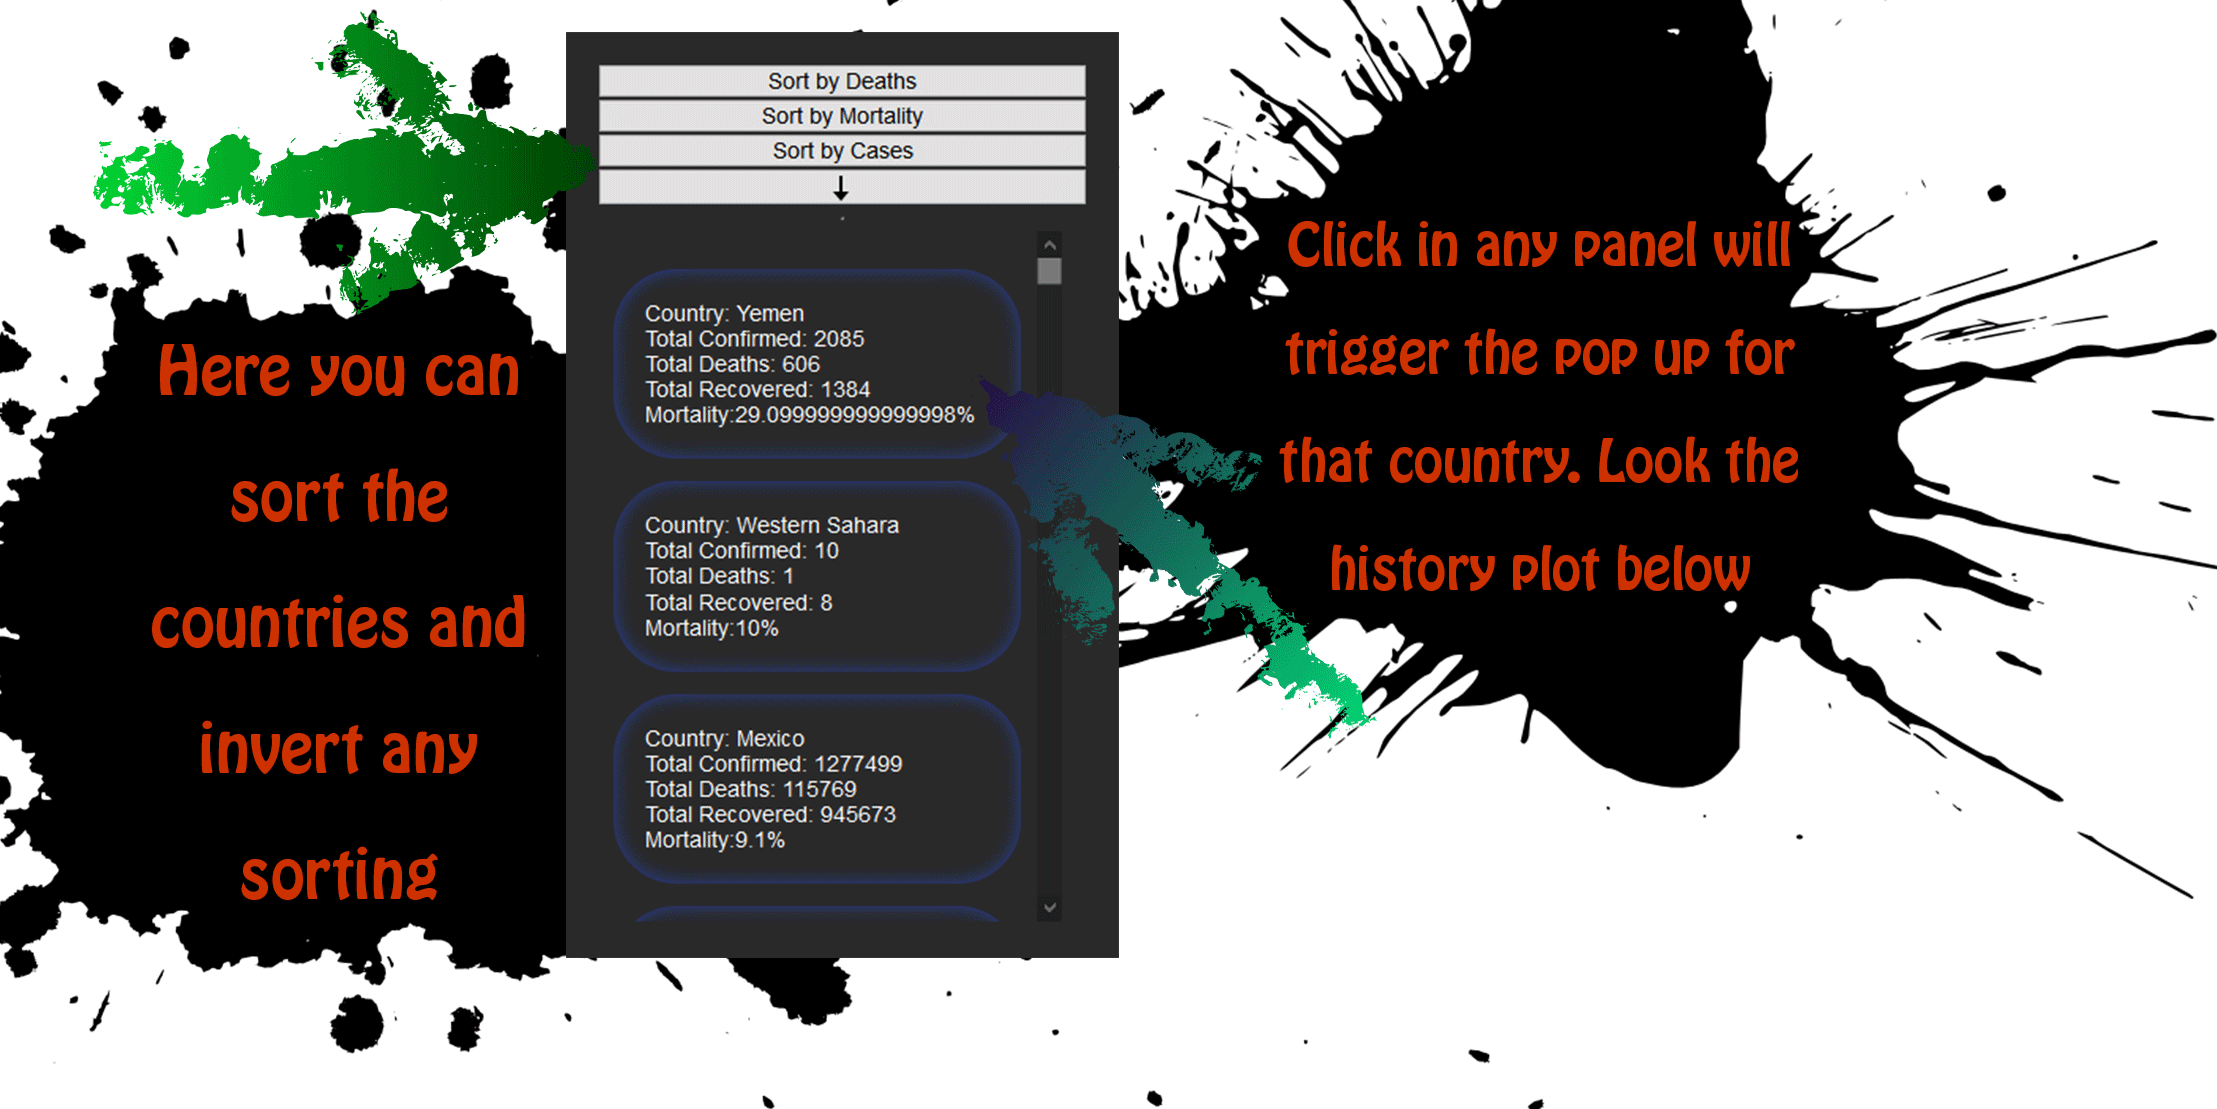 Here you can
sort the
countries and
invert any
sorting
Sort by Deaths
Sort by Mortality
Sort by Cases
↓
Country: Yemen
Total Confirmed: 2085
Total Deaths: 606
Total Recovered: 1384
Mortality:29.099999999999998%
Country: Western Sahara
Total Confirmed: 10
Total Deaths: 1
Total Recovered: 8
Mortality:10%
Country: Mexico
Total Confirmed: 1277499
Total Deaths: 115769
Total Recovered: 945673
Mortality:9.1%
Click in any panel will
trigger the pop up for
that country. Look the
history plot below